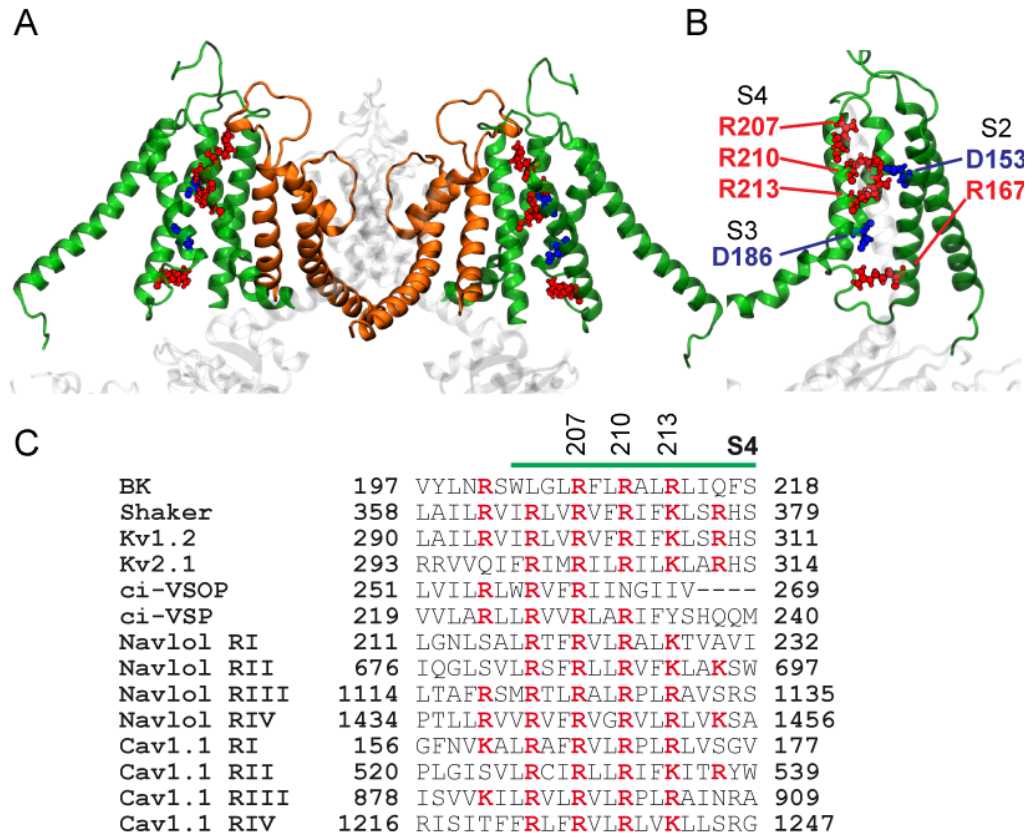 A
B
S4
R207
R210
R213
S2
D153
R167
S3
D186
C
207 210 213 S4
BK 197 VYLNRSWLGLRFLRALRLIQFS 218
Shaker 358 LAILRVIRLVRVFRIFKLSRHS 379
Kv1.2 290 LAILRVIRLVRVFRIFKLSRHS 311
Kv2.1 293 RRVVQIFRIMRILRILKLARHS 314
ci-VSOP 251 LVILRLWRVFRIINGIIV---- 269
ci-VSP 219 VVLARLLRVVRLARIFYSHQQM 240
Navlol RI 211 LGNLSALRTFRVLRALKTVAVI 232
Navlol RII 676 IQGLSVLRSFRLLRVFKLAKSW 697
Navlol RIII 1114 LTAFRSMRTLRALRPLRAVSRS 1135
Navlol RIV 1434 PTLLRVVRVFRVGRVLRLVKSA 1456
Cav1.1 RI 156 GFNVKALRAFRVLRPLRLVSGV 177
Cav1.1 RII 520 PLGISVLRCIRLLRIFKITRYW 539
Cav1.1 RIII 878 ISVVKILRVLRVLRPLRAINRA 909
Cav1.1 RIV 1216 RISITFFRLFRVLRLVKLLSRG 1247